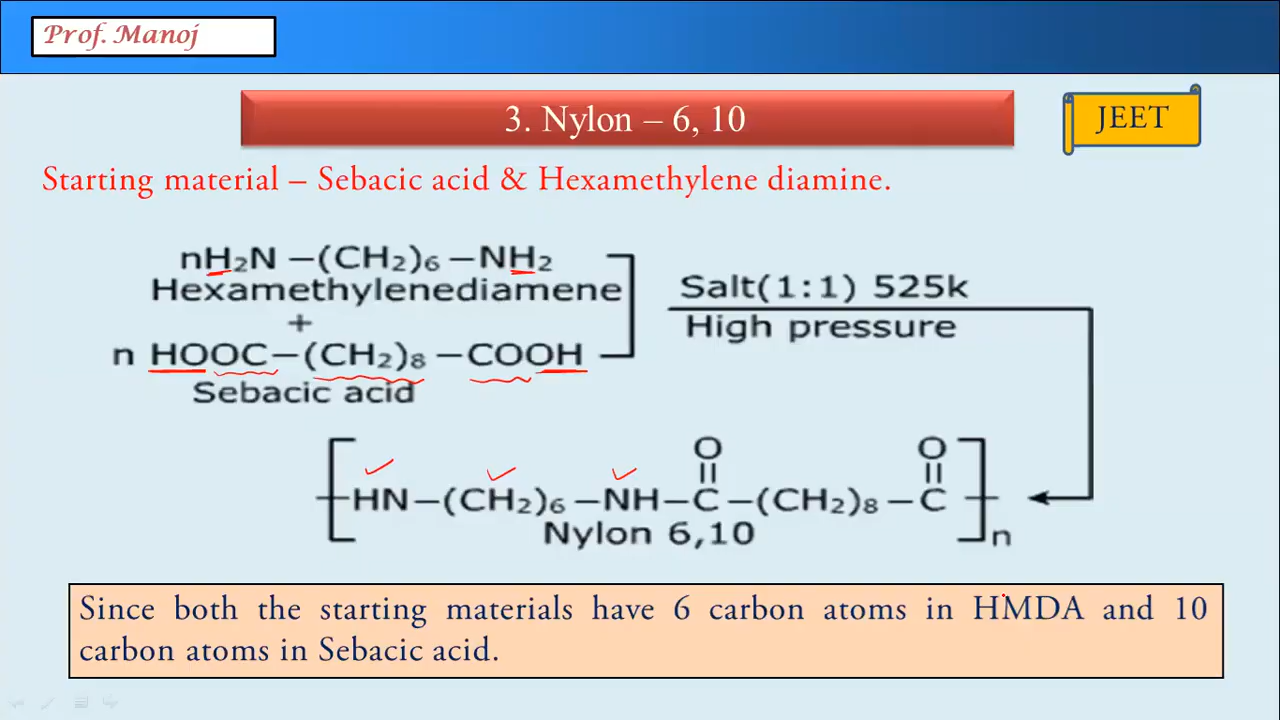 Prof. Manoj
3. Nylon – 6, 10
JEET
Starting material – Sebacic acid & Hexamethylene diamine.
nH₂N –(CH₂)₆ –NH₂
Hexamethylenediamene
+
n HOOC–(CH₂)₈ –COOH
Sebacic acid
Salt(1:1) 525k
High pressure
O O
|| ||
HN –(CH₂)₆ –NH–C –(CH₂)₈ –C
n
Nylon 6,10
Since both the starting materials have 6 carbon atoms in HMDA and 10
carbon atoms in Sebacic acid.